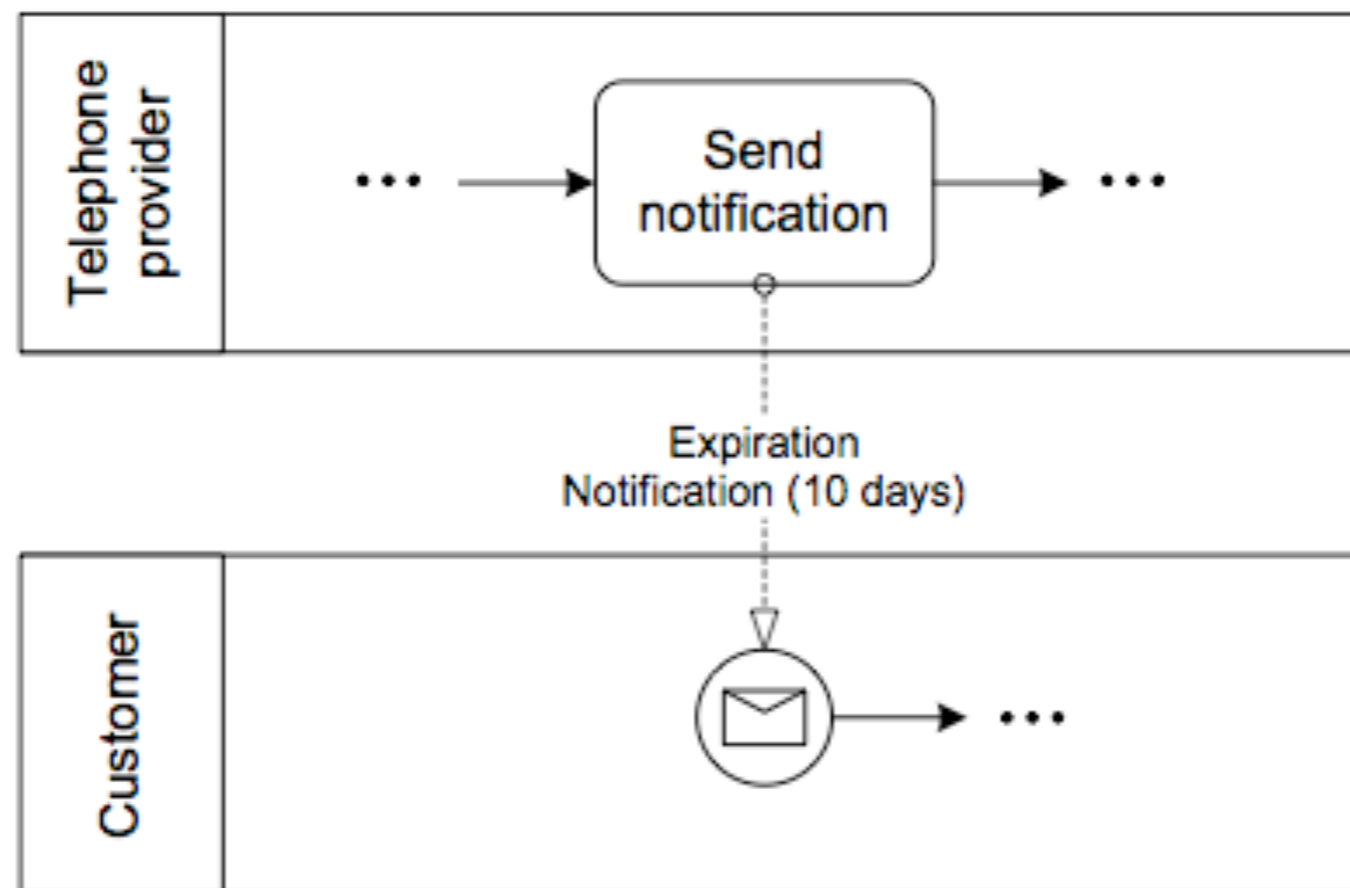 Telephone
provider
...
Send
notification
...
Expiration
Notification (10 days)
Customer
...